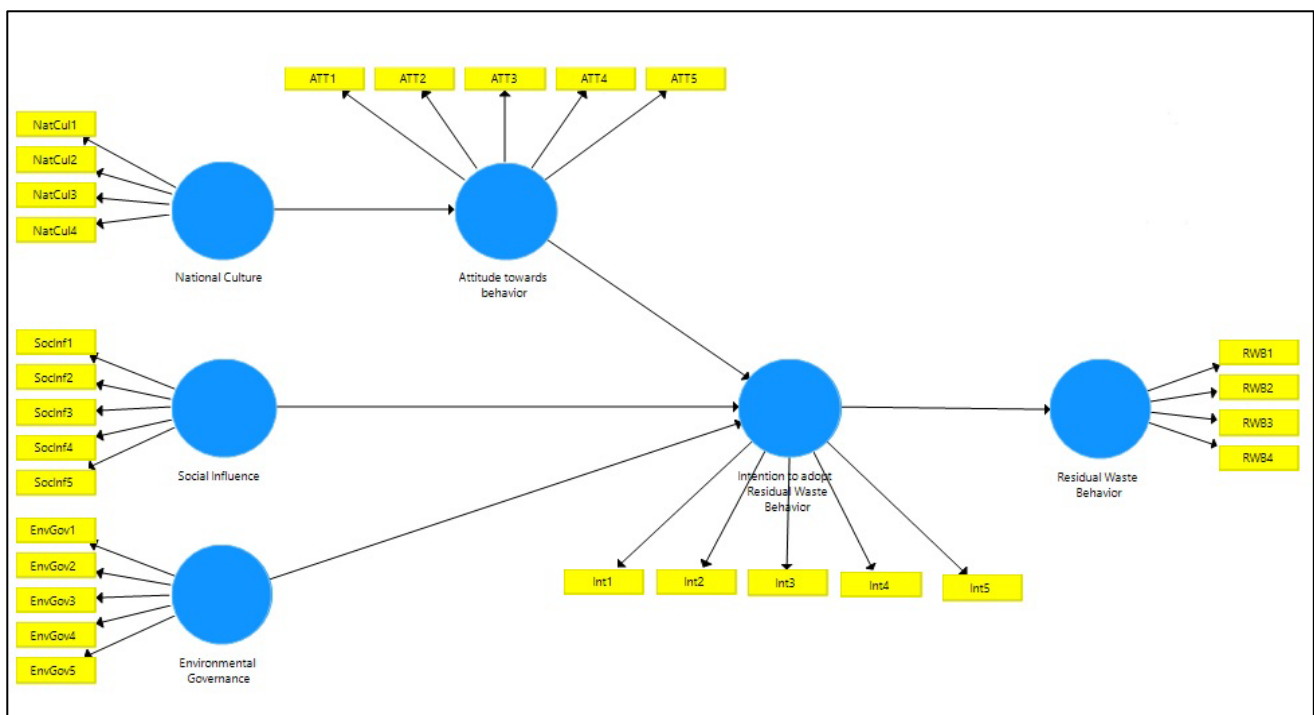 ATT1
ATT2
ATT3
ATT4
ATT5
NatCul1
NatCul2
NatCul3
NatCul4
National Culture
Attitude towards
behavior
SocInf1
SocInf2
SocInf3
SocInf4
SocInf5
Social Influence
Intention to adopt
Residual Waste
Behavior
RWB1
RWB2
RWB3
RWB4
Residual Waste
Behavior
EnvGov1
EnvGov2
EnvGov3
EnvGov4
EnvGov5
Environmental
Governance
Int1
Int2
Int3
Int4
Int5